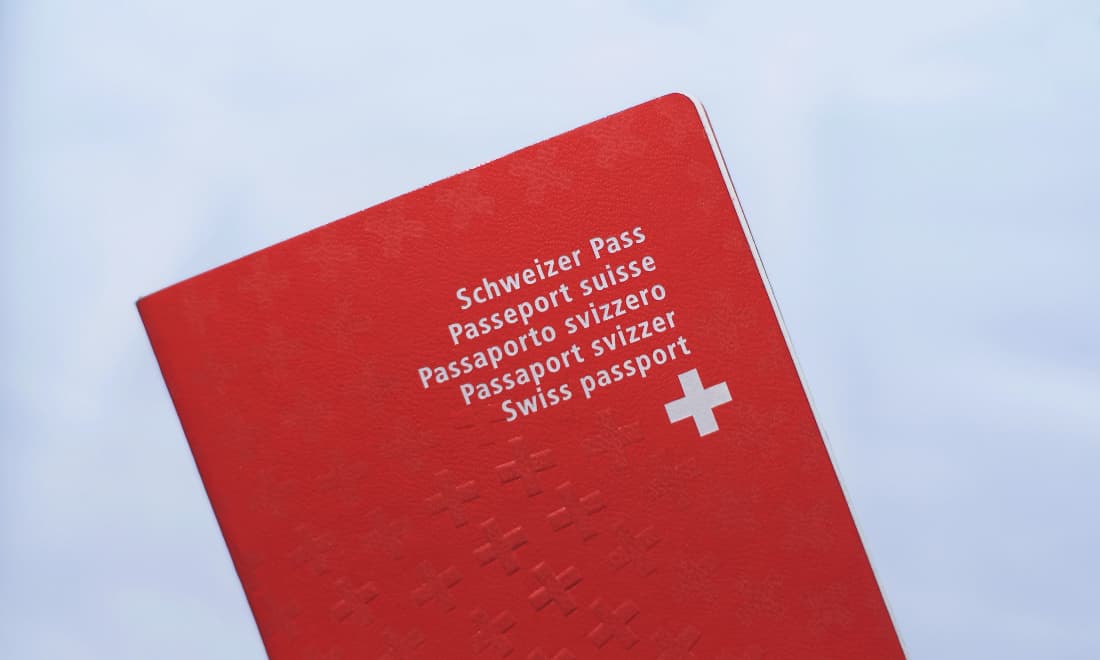 Schweizer Pass
Passeport suisse
Passaporto svizzero
Passaport svizzer
Swiss passport